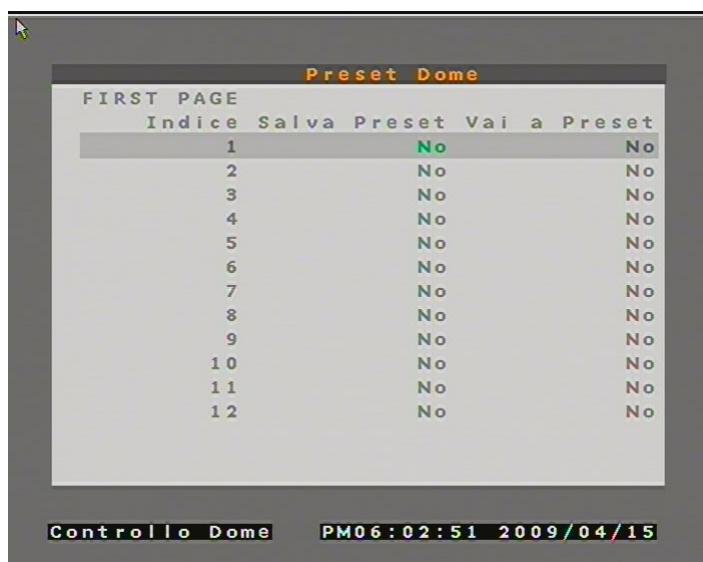 Preset Dome
FIRST PAGE
Indice Salva Preset Vai a Preset
1 No No
2 No No
3 No No
4 No No
5 No No
6 No No
7 No No
8 No No
9 No No
10 No No
11 No No
12 No No
Controllo Dome PM06:02:51 2009/04/15